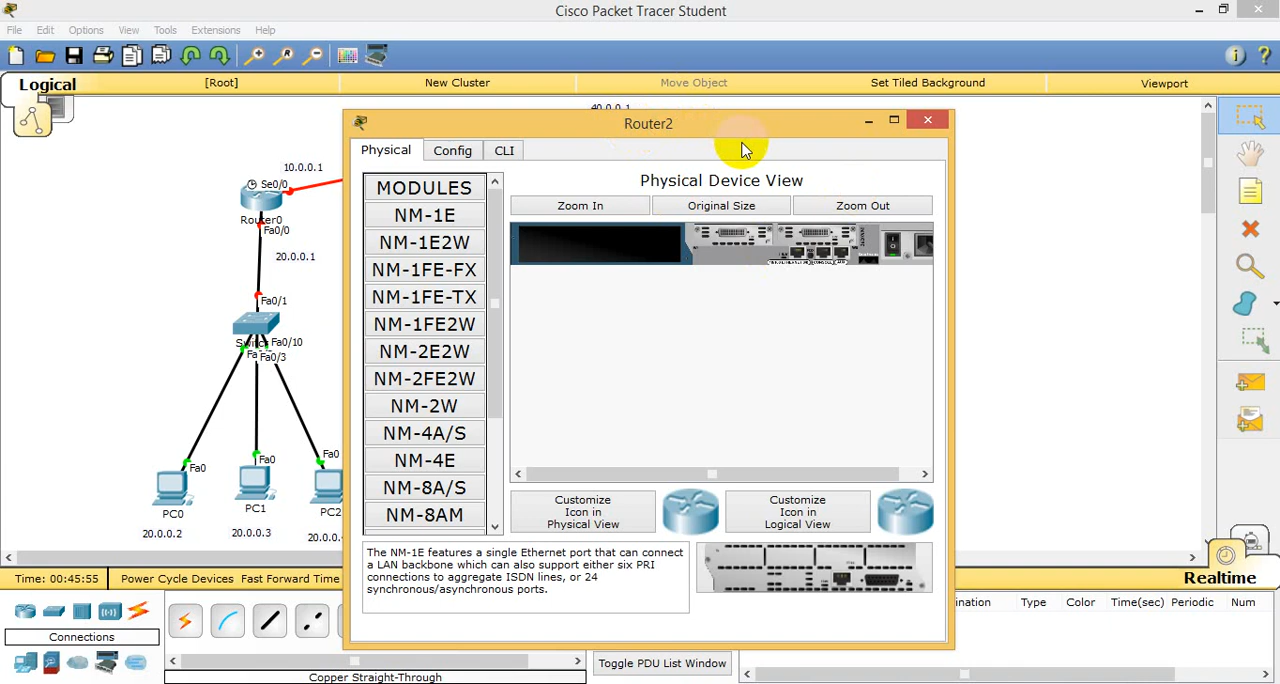 Cisco Packet Tracer Student
File Edit Options View Tools Extensions Help
Logical
[Root]
New Cluster
Move Object
Set Tiled Background
Viewport
40.0.0.1
10.0.0.1
Se0/0
Router0
Fa0/0
20.0.0.1
Fa0/1
Fa0/10
Fa0/3
Fa0
Fa0
Fa0
PC0
PC1
PC2
20.0.0.2
20.0.0.3
Router2
Physical Config CLI
MODULES
NM-1E
NM-1E2W
NM-1FE-FX
NM-1FE-TX
NM-1FE2W
NM-2E2W
NM-2FE2W
NM-2W
NM-4A/S
NM-4E
NM-8A/S
NM-8AM
Physical Device View
Zoom In
Original Size
Zoom Out
Customize
Icon in
Physical View
Customize
Icon in
Logical View
The NM-1E features a single Ethernet port that can connect
a LAN backbone which can also support either six PRI
connections to aggregate ISDN lines, or 24
synchronous/asynchronous ports.
Time: 00:45:55
Power Cycle Devices Fast Forward Time
Realtime
Connections
Copper Straight-Through
Toggle PDU List Window
Type Color Time(sec) Periodic Num